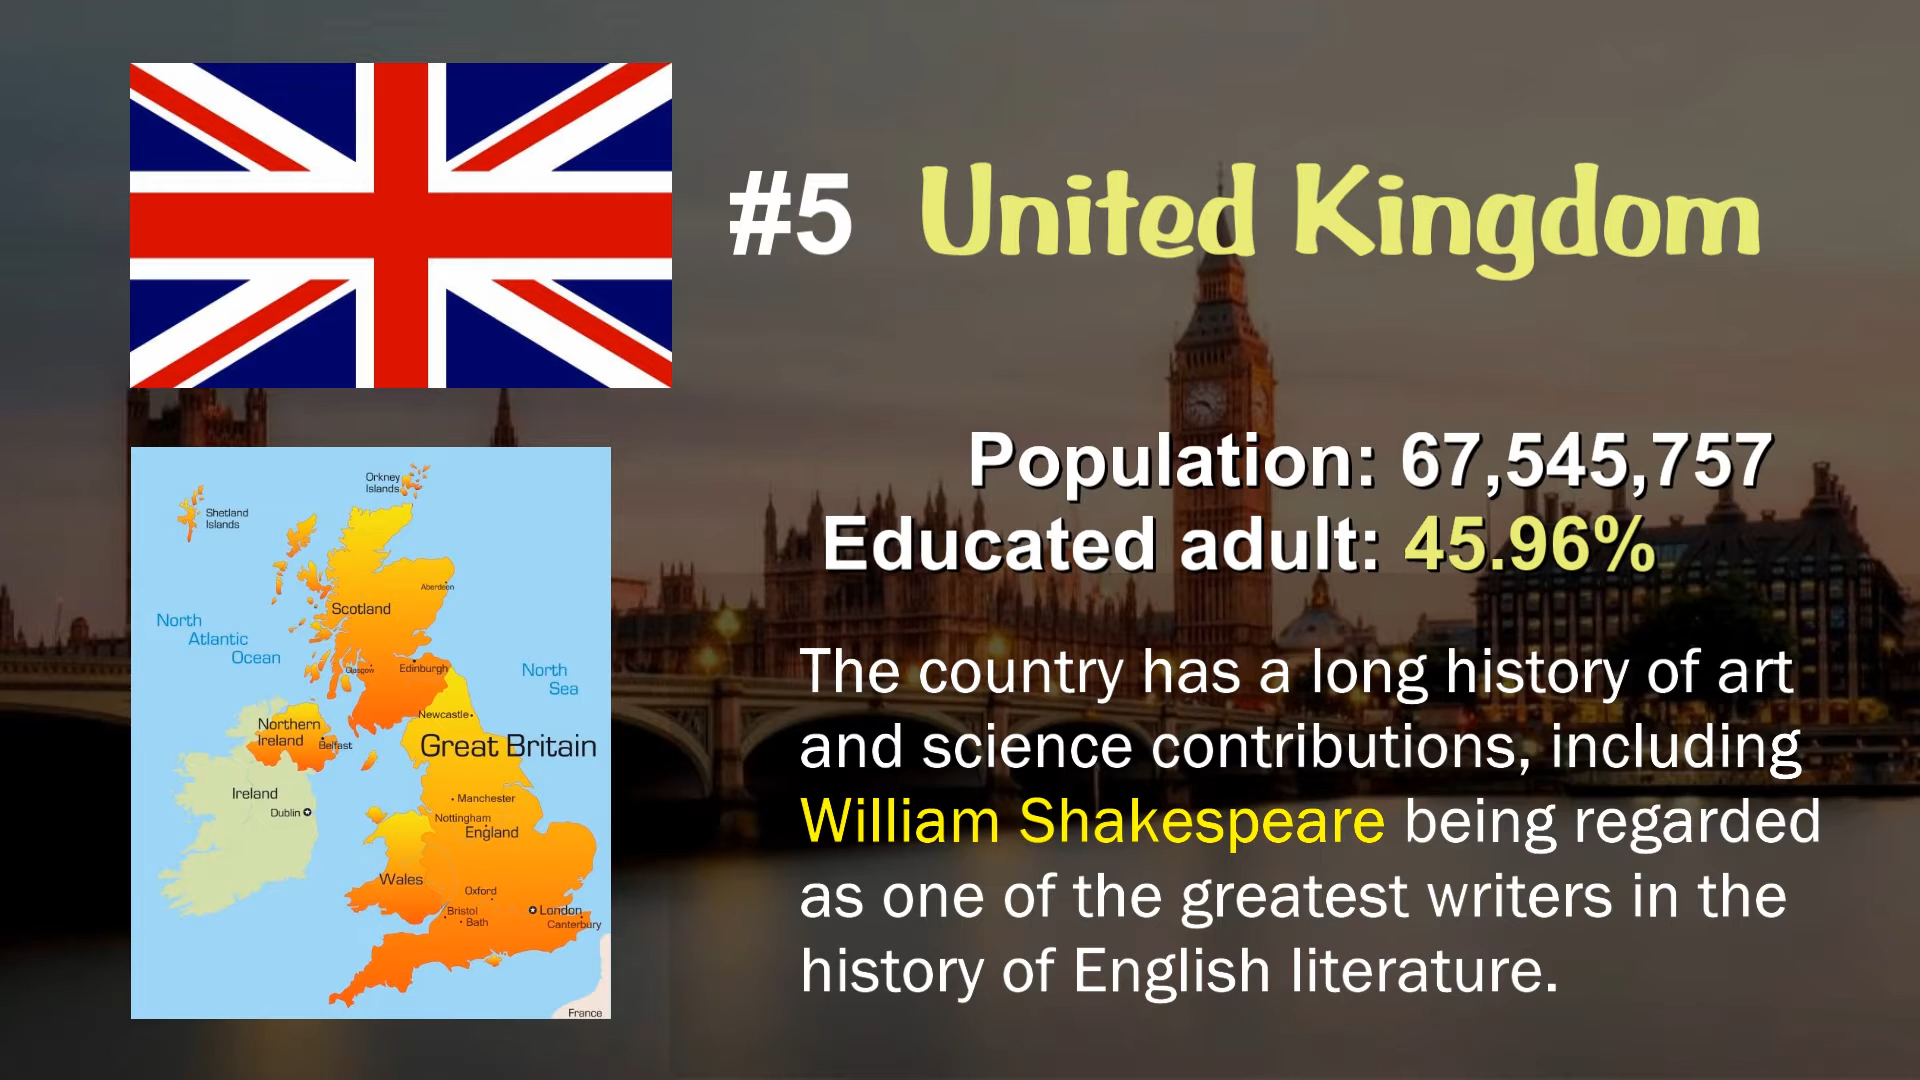 #5 United Kingdom
Population: 67,545,757
Educated adult: 45.96%
The country has a long history of art
and science contributions, including
William Shakespeare being regarded
as one of the greatest writers in the
history of English literature.
Orkney
Islands
Shetland
Islands
Aberdeen
Scotland
North
Atlantic
Ocean
Glasgow
Edinburgh
North
Sea
Newcastle
Northern
Ireland
Belfast
Great Britain
Ireland
Dublin
Manchester
Nottingham
England
Wales
Oxford
Bristol
Bath
London
Canterbury
France